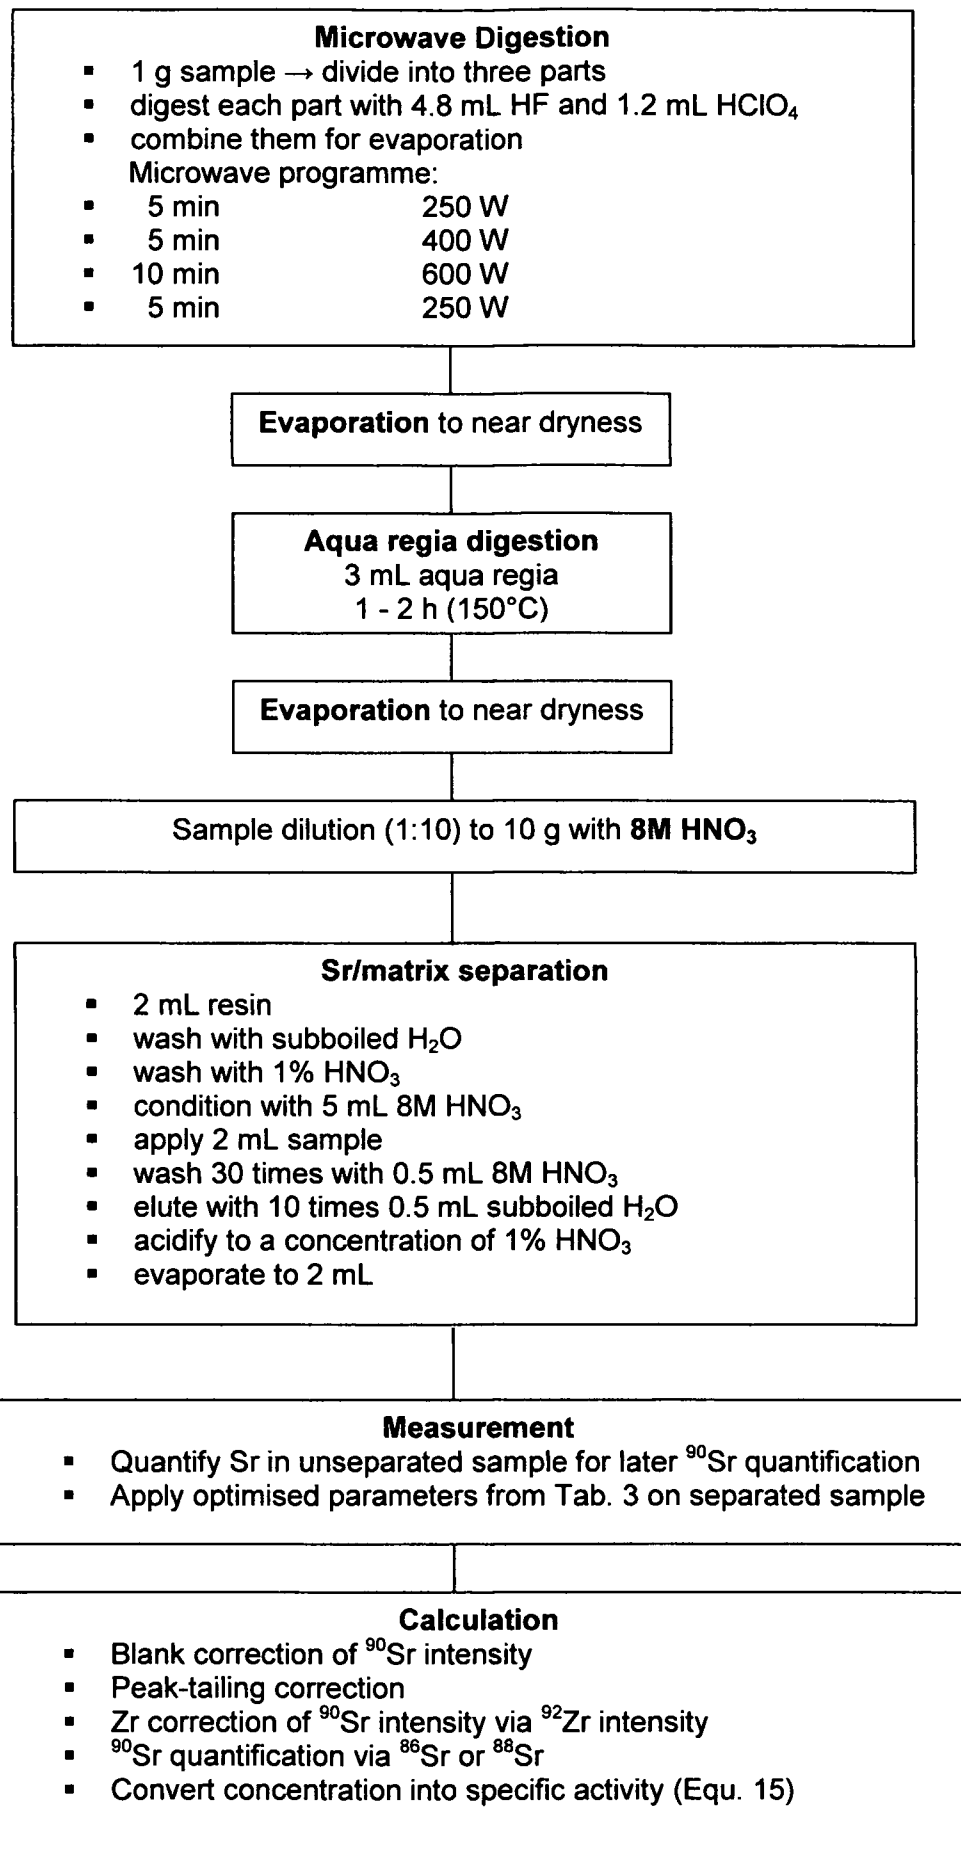 Microwave Digestion
▪ 1 g sample → divide into three parts
▪ digest each part with 4.8 mL HF and 1.2 mL HClO₄
▪ combine them for evaporation
Microwave programme:
▪ 5 min 250 W
▪ 5 min 400 W
▪ 10 min 600 W
▪ 5 min 250 W
Evaporation to near dryness
Aqua regia digestion
3 mL aqua regia
1 - 2 h (150°C)
Evaporation to near dryness
Sample dilution (1:10) to 10 g with 8M HNO₃
Sr/matrix separation
▪ 2 mL resin
▪ wash with subboiled H₂O
▪ wash with 1% HNO₃
▪ condition with 5 mL 8M HNO₃
▪ apply 2 mL sample
▪ wash 30 times with 0.5 mL 8M HNO₃
▪ elute with 10 times 0.5 mL subboiled H₂O
▪ acidify to a concentration of 1% HNO₃
▪ evaporate to 2 mL
Measurement
▪ Quantify Sr in unseparated sample for later ⁹⁰Sr quantification
▪ Apply optimised parameters from Tab. 3 on separated sample
Calculation
▪ Blank correction of ⁹⁰Sr intensity
▪ Peak-tailing correction
▪ Zr correction of ⁹⁰Sr intensity via ⁹²Zr intensity
▪ ⁹⁰Sr quantification via ⁸⁶Sr or ⁸⁸Sr
▪ Convert concentration into specific activity (Equ. 15)